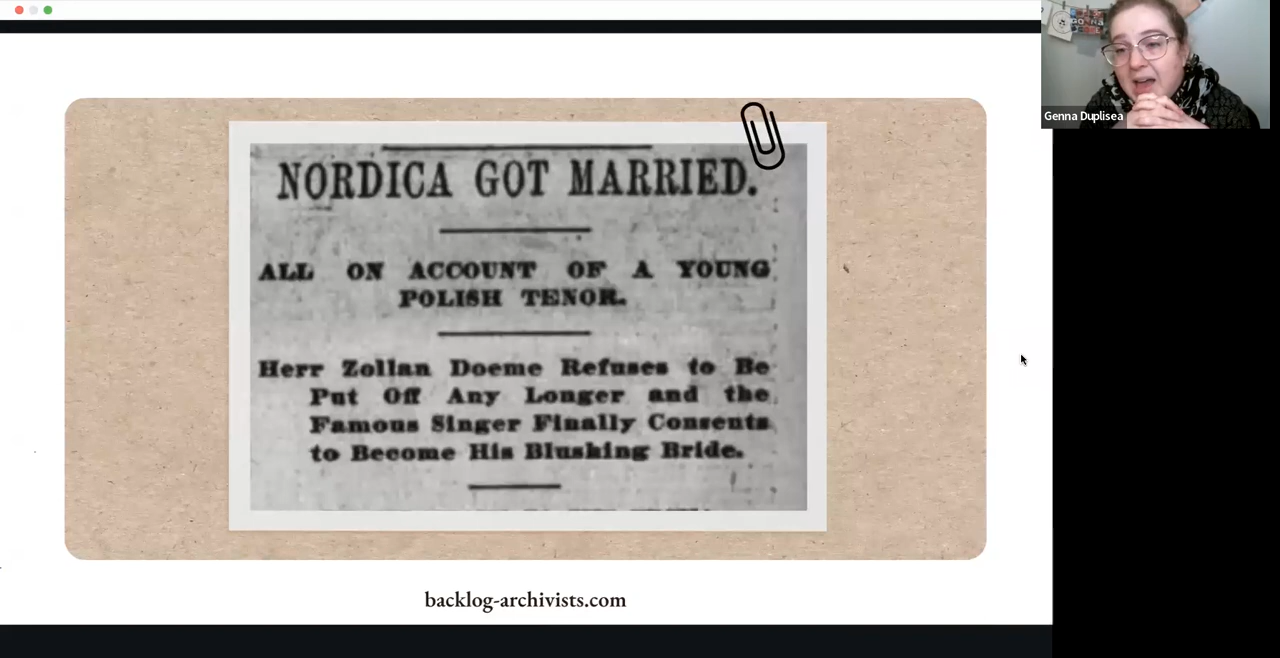 NORDICA GOT MARRIED.
ALL ON ACCOUNT OF A YOUNG
POLISH TENOR.
Herr Zoltan Doeme Refuses to Be
Put Off Any Longer and the
Famous Singer Finally Consents
to Become His Blushing Bride.
backlog-archivists.com
Genna Duplisea